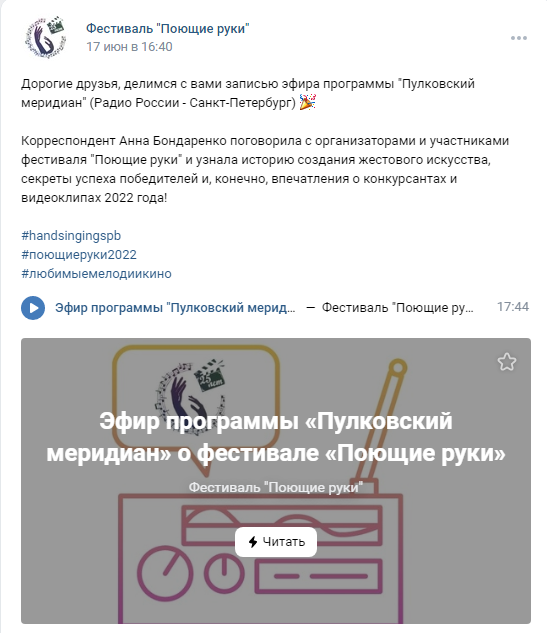 Фестиваль "Поющие руки"
17 июн в 16:40
Дорогие друзья, делимся с вами записью эфира программы "Пулковский
меридиан" (Радио России - Санкт-Петербург) 🎉
Корреспондент Анна Бондаренко поговорила с организаторами и участниками
фестиваля "Поющие руки" и узнала историю создания жестового искусства,
секреты успеха победителей и, конечно, впечатления о конкурсантах и
видеоклипах 2022 года!
#handsingingspb
#поющиеруки2022
#любимыемелодиикино
Эфир программы "Пулковский мерид... — Фестиваль "Поющие ру... 17:44
25 лет
Эфир программы «Пулковский
меридиан» о фестивале «Поющие руки»
Фестиваль "Поющие руки"
Читать